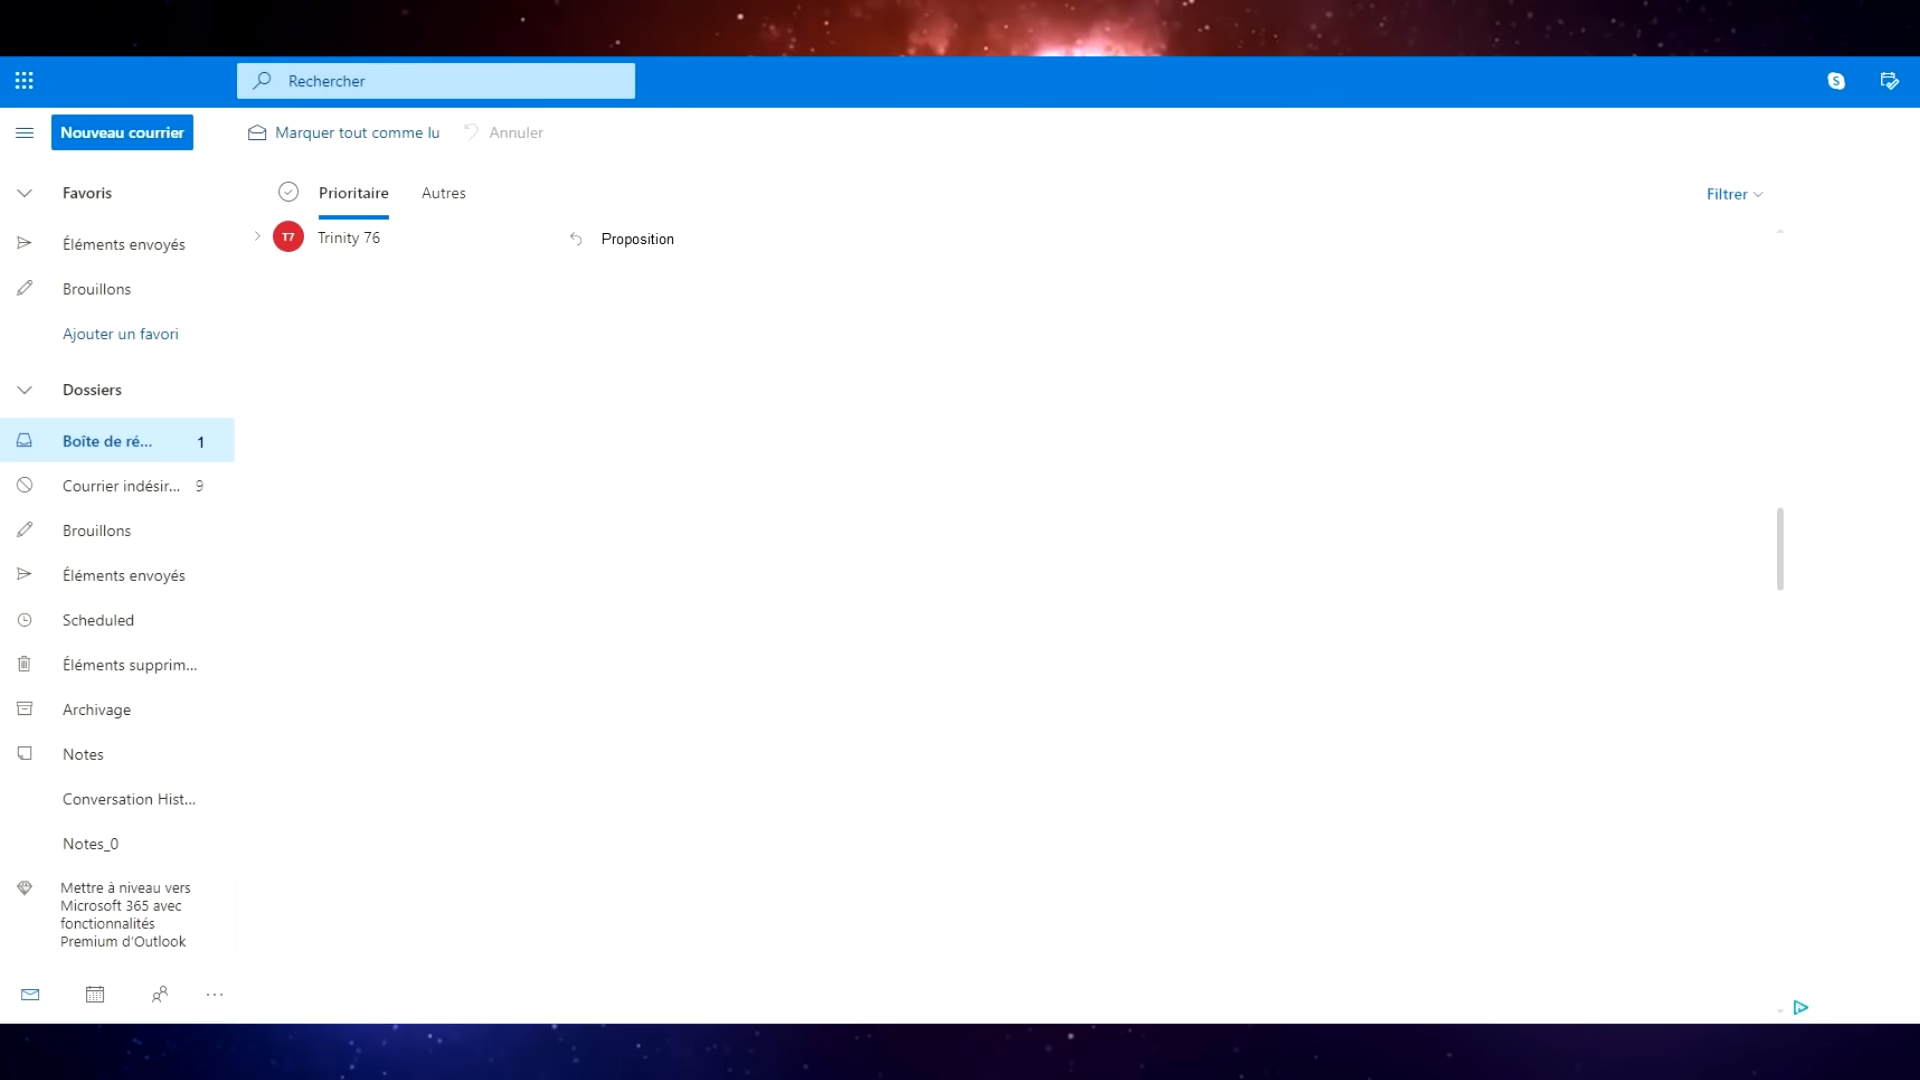 Rechercher
Nouveau courrier
Marquer tout comme lu
Annuler
Favoris
Prioritaire
Autres
Filtrer
T7
Trinity 76
Proposition
Éléments envoyés
Brouillons
Ajouter un favori
Dossiers
Boîte de ré... 1
Courrier indésir... 9
Brouillons
Éléments envoyés
Scheduled
Éléments supprim...
Archivage
Notes
Conversation Hist...
Notes_0
Mettre à niveau vers
Microsoft 365 avec
fonctionnalités
Premium d'Outlook